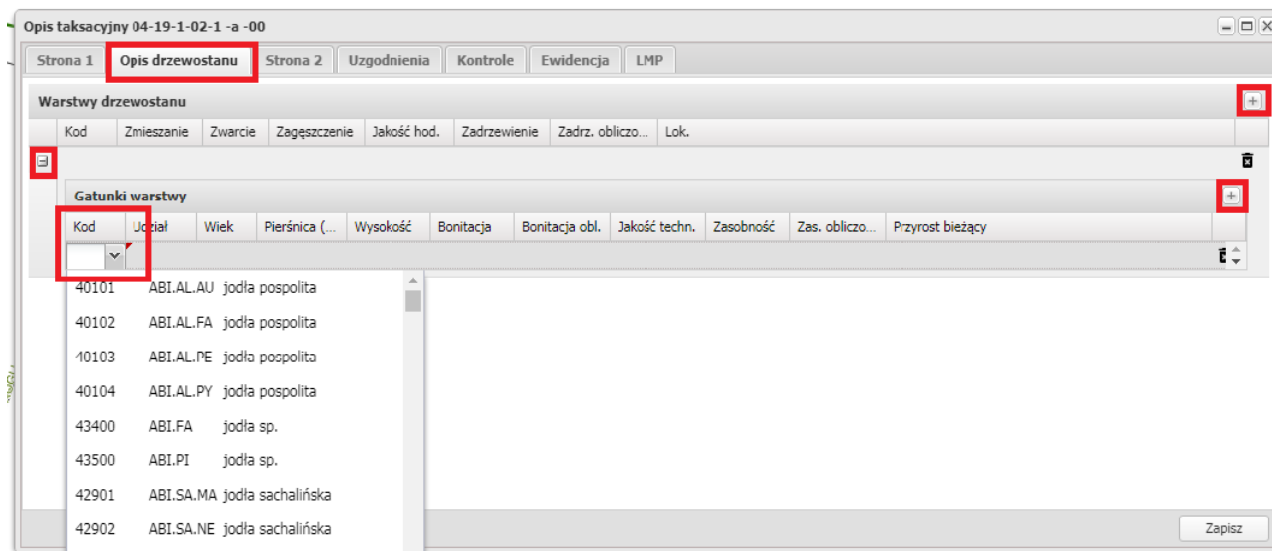 Opis taksacyjny 04-19-1-02-1 -a -00
Strona 1 Opis drzewostanu Strona 2 Uzgodnienia Kontrole Ewidencja LMP
Warstwy drzewostanu
Kod Zmieszanie Zwarcie Zagęszczenie Jakość hod. Zadrzewienie Zadrz. obliczo... Lok.
Gatunki warstwy
Kod Udział Wiek Pierśnica (... Wysokość Bonitacja Bonitacja obl. Jakość techn. Zasobność Zas. obliczo... Przyrost bieżący
40101 ABI.AL.AU jodła pospolita
40102 ABI.AL.FA jodła pospolita
40103 ABI.AL.PE jodła pospolita
40104 ABI.AL.PY jodła pospolita
43400 ABI.FA jodła sp.
43500 ABI.PI jodła sp.
42901 ABI.SA.MA jodła sachalińska
42902 ABI.SA.NE jodła sachalińska
Zapisz